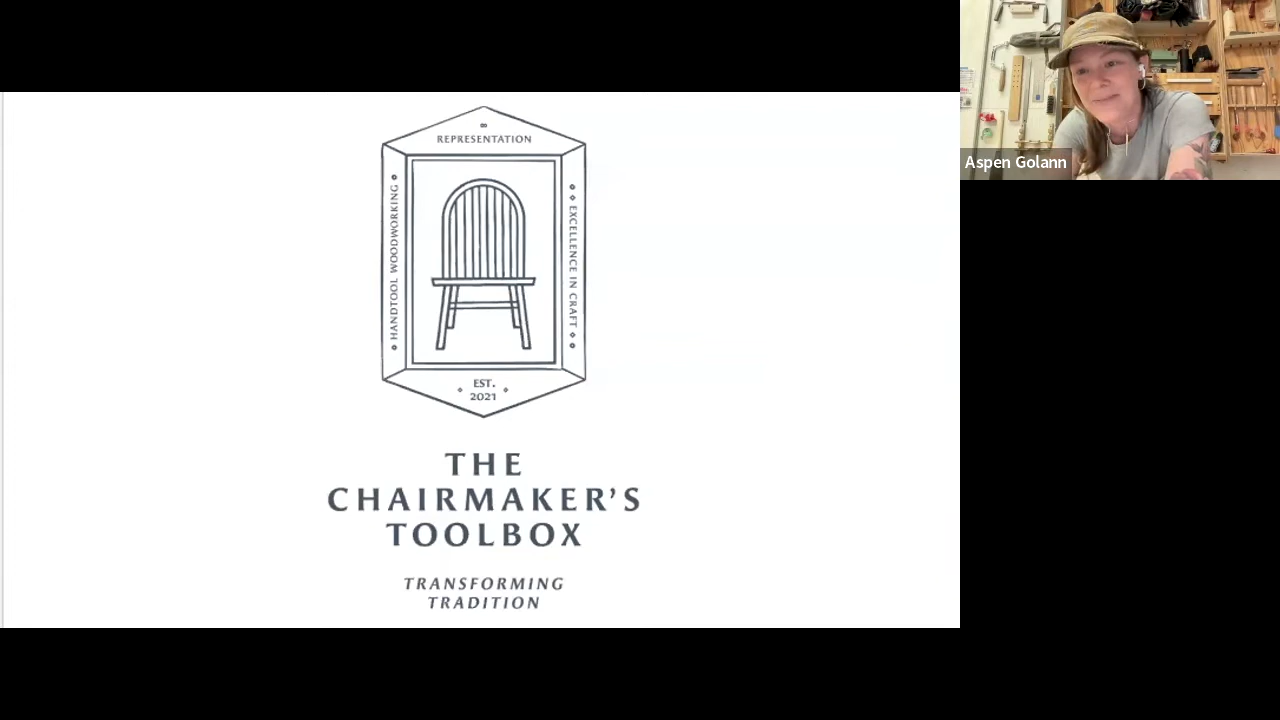 REPRESENTATION
HANDTOOL WOODWORKING
EXCELLENCE IN CRAFT
EST.
2021
THE
CHAIRMAKER'S
TOOLBOX
TRANSFORMING
TRADITION
Aspen Golann